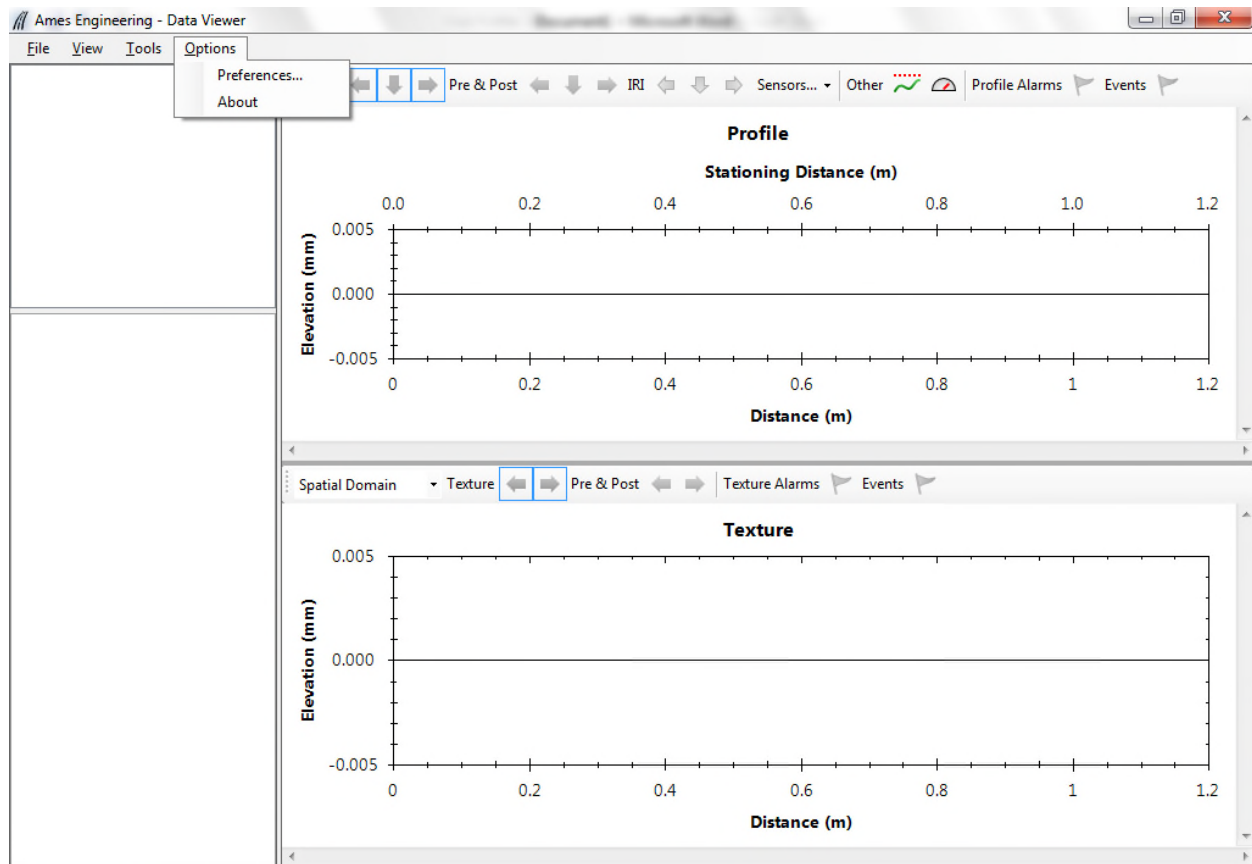 Ames Engineering - Data Viewer
File View Tools Options
Preferences...
About
Pre & Post IRI Sensors... Other Profile Alarms Events
Profile
Stationing Distance (m)
0.0 0.2 0.4 0.6 0.8 1.0 1.2
0.005
0.000
-0.005
Elevation (mm)
0 0.2 0.4 0.6 0.8 1 1.2
Distance (m)
Spatial Domain Texture Pre & Post Texture Alarms Events
Texture
0.005
0.000
-0.005
Elevation (mm)
0 0.2 0.4 0.6 0.8 1 1.2
Distance (m)